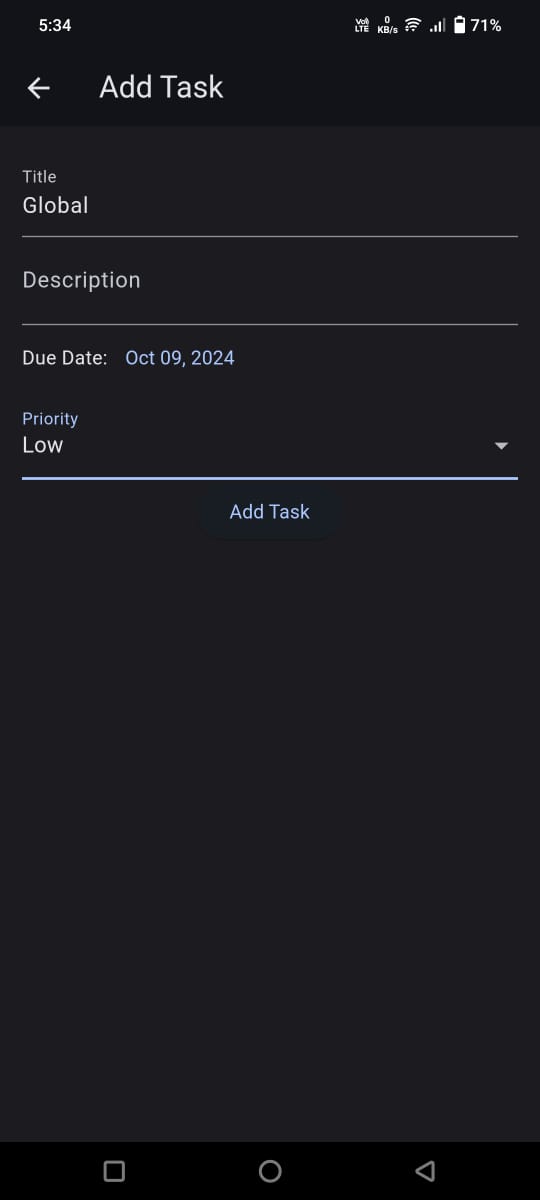 5:34 Vo) LTE 0 KB/s 71%
Add Task
Title
Global
Description
Due Date: Oct 09, 2024
Priority
Low
Add Task